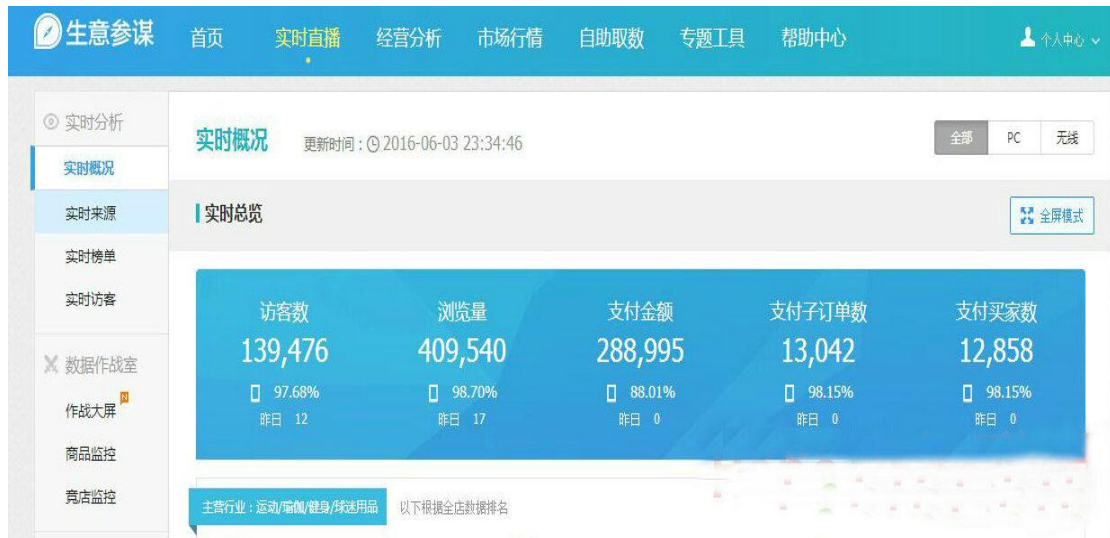 生意参谋 首页 实时直播 经营分析 市场行情 自助取数 专题工具 帮助中心 个人中心
实时分析
实时概况
实时来源
实时榜单
实时访客
数据作战室
作战大屏 N
商品监控
竞店监控
实时概况 更新时间: 2016-06-03 23:34:46 全部 PC 无线
实时总览 全屏模式
访客数 浏览量 支付金额 支付子订单数 支付买家数
139,476 409,540 288,995 13,042 12,858
97.68% 98.70% 88.01% 98.15% 98.15%
昨日 12 昨日 17 昨日 0 昨日 0 昨日 0
主营行业:运动/瑜伽/健身/球迷用品 以下根据全店数据排名